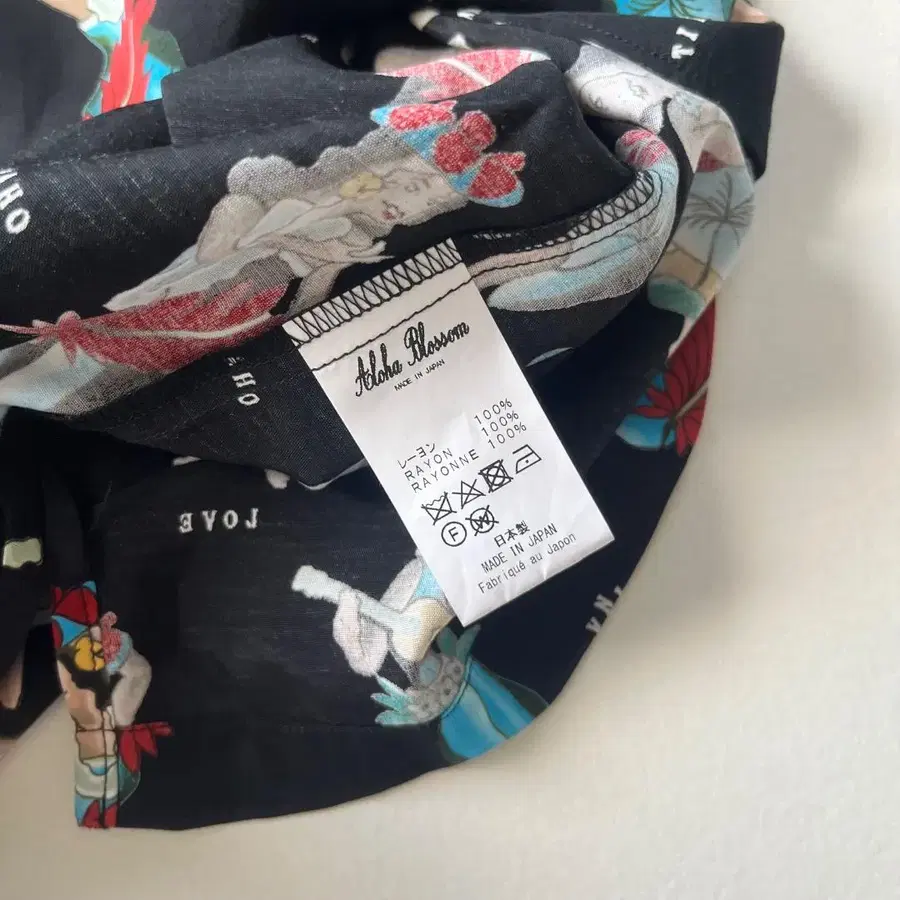 Aloha Blossom
MADE IN JAPAN
レーヨン 100%
RAYON 100%
RAYONNE 100%
F
W
日本製
MADE IN JAPAN
Fabriqué au Japon
LOVE